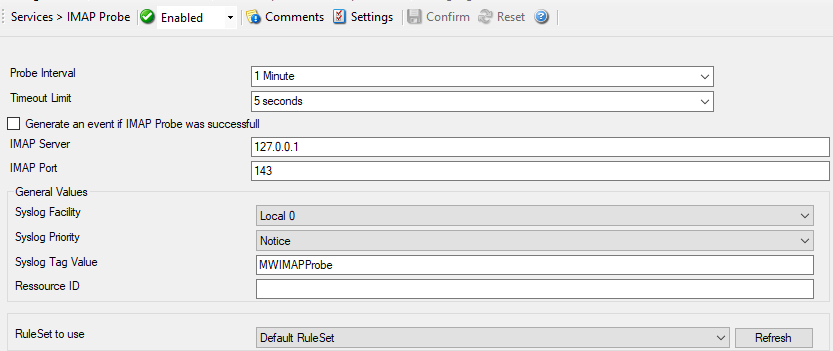 Services > IMAP Probe Enabled Comments Settings Confirm Reset
Probe Interval 1 Minute
Timeout Limit 5 seconds
Generate an event if IMAP Probe was successfull
IMAP Server 127.0.0.1
IMAP Port 143
General Values
Syslog Facility Local 0
Syslog Priority Notice
Syslog Tag Value MWIMAPProbe
Ressource ID
RuleSet to use Default RuleSet Refresh